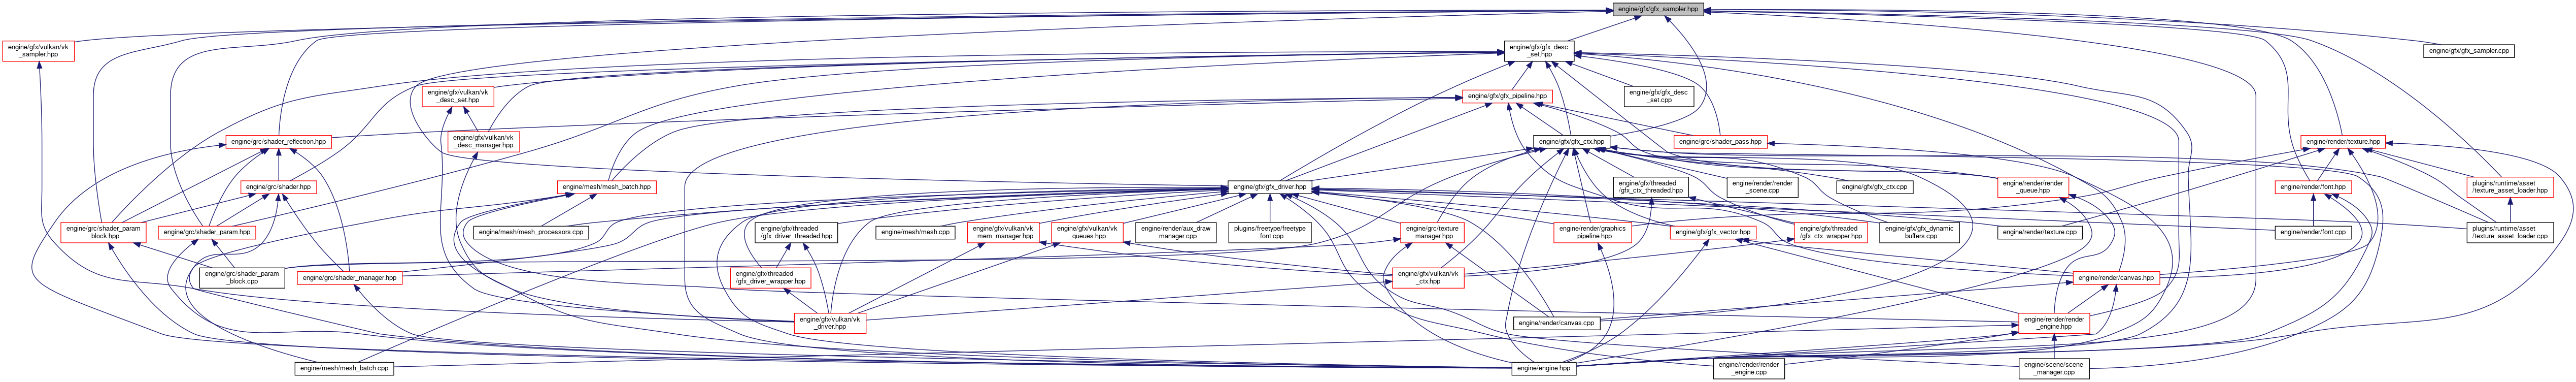 engine/gfx/gfx_sampler.hpp
engine/gfx/vulkan/vk
_sampler.hpp
engine/gfx/gfx_desc
_set.hpp
engine/gfx/gfx_sampler.cpp
engine/gfx/vulkan/vk
_desc_set.hpp
engine/gfx/gfx_pipeline.hpp
engine/gfx/gfx_desc
_set.cpp
engine/grc/shader_reflection.hpp
engine/gfx/vulkan/vk
_desc_manager.hpp
engine/gfx/gfx_ctx.hpp
engine/grc/shader_pass.hpp
engine/render/texture.hpp
engine/grc/shader.hpp
engine/mesh/mesh_batch.hpp
engine/gfx/gfx_driver.hpp
engine/gfx/threaded
/gfx_ctx_threaded.hpp
engine/render/render
_scene.cpp
engine/gfx/gfx_ctx.cpp
engine/render/render
_queue.hpp
engine/render/font.hpp
plugins/runtime/asset
/texture_asset_loader.hpp
engine/grc/shader_param
_block.hpp
engine/grc/shader_param.hpp
engine/mesh/mesh_processors.cpp
engine/gfx/threaded
/gfx_driver_threaded.hpp
engine/mesh/mesh.cpp
engine/gfx/vulkan/vk
_mem_manager.hpp
engine/gfx/vulkan/vk
_queues.hpp
engine/render/aux_draw
_manager.cpp
plugins/freetype/freetype
_font.cpp
engine/grc/texture
_manager.hpp
engine/render/graphics
_pipeline.hpp
engine/gfx/gfx_vector.hpp
engine/gfx/threaded
/gfx_ctx_wrapper.hpp
engine/gfx/gfx_dynamic
_buffers.cpp
engine/render/texture.cpp
engine/render/font.cpp
plugins/runtime/asset
/texture_asset_loader.cpp
engine/grc/shader_param
_block.cpp
engine/grc/shader_manager.hpp
engine/gfx/threaded
/gfx_driver_wrapper.hpp
engine/gfx/vulkan/vk
_ctx.hpp
engine/render/canvas.hpp
engine/gfx/vulkan/vk
_driver.hpp
engine/render/canvas.cpp
engine/render/render
_engine.hpp
engine/mesh/mesh_batch.cpp
engine/engine.hpp
engine/render/render
_engine.cpp
engine/scene/scene
_manager.cpp